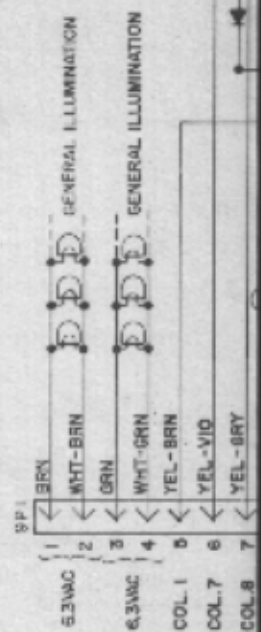 GENERAL ILLUMINATION
GENERAL ILLUMINATION
BRN
WHT-BRN
GRN
WHT-GRN
YEL-BRN
YEL-VIO
YEL-GRY
1
2
3
4
5
6
7
6.3VAC
6.3VAC
COL.1
COL.7
COL.8